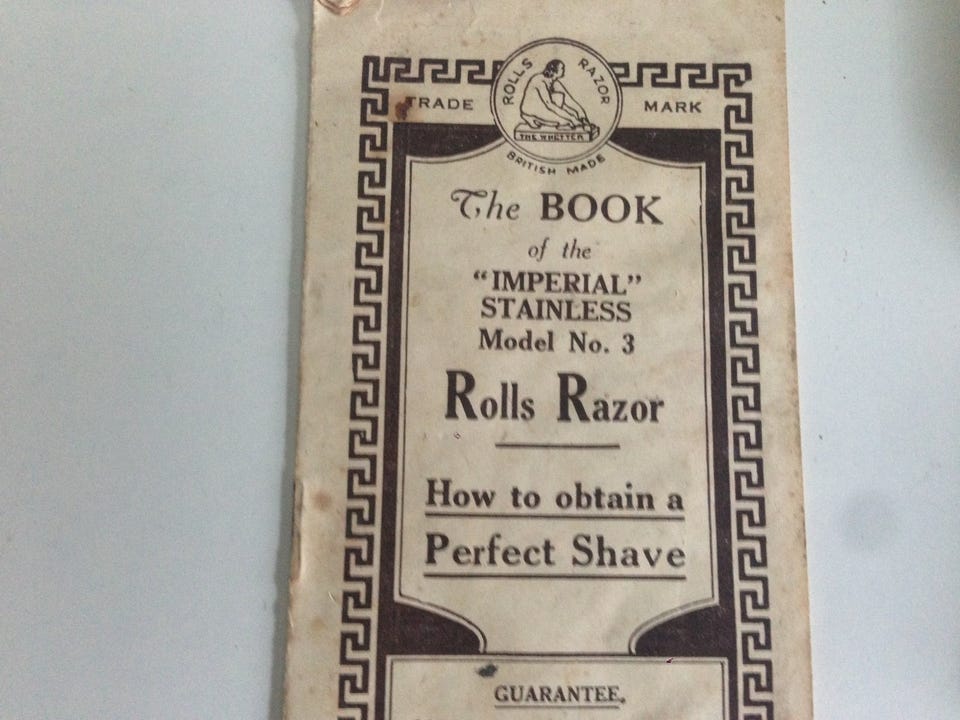 ROLLS RAZOR
TRADE MARK
THE WHETTER
BRITISH MADE
The BOOK
of the
"IMPERIAL"
STAINLESS
Model No. 3
Rolls Razor
How to obtain a
Perfect Shave
GUARANTEE.